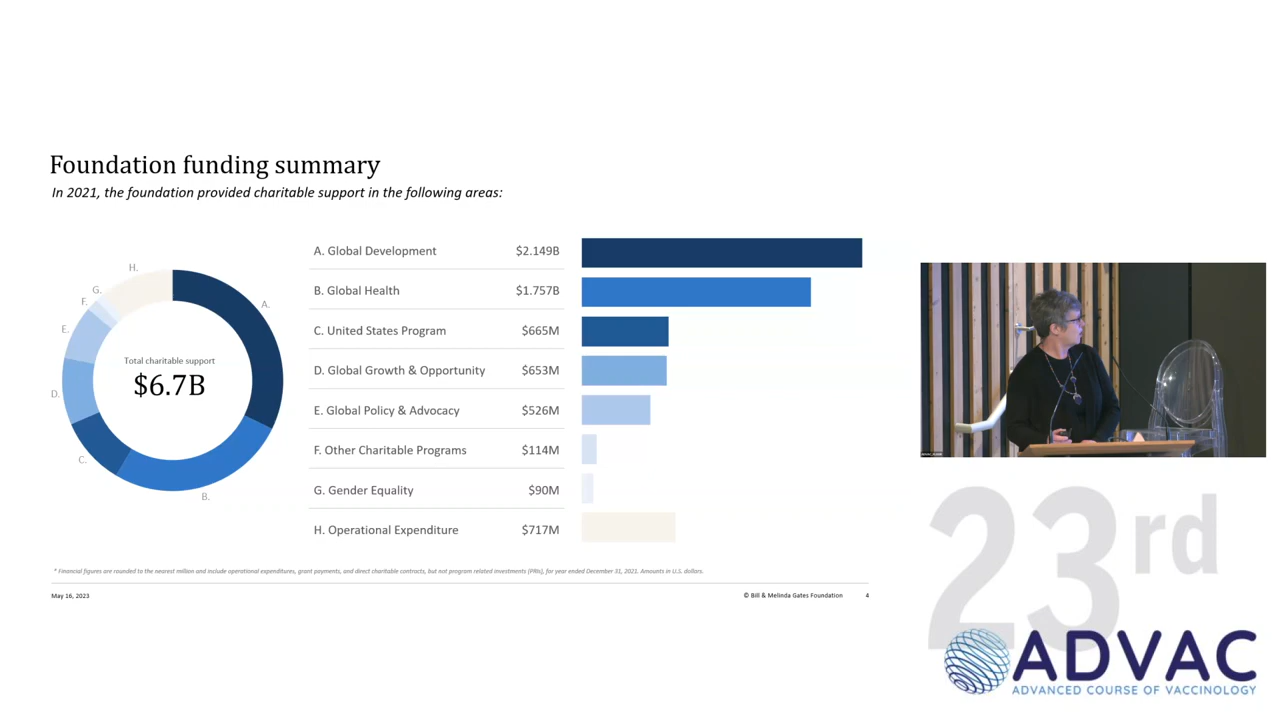 Foundation funding summary
In 2021, the foundation provided charitable support in the following areas:
A. Global Development $2.149B
B. Global Health $1.757B
C. United States Program $665M
D. Global Growth & Opportunity $653M
E. Global Policy & Advocacy $526M
F. Other Charitable Programs $114M
G. Gender Equality $90M
H. Operational Expenditure $717M
H.
G.
F.
A.
E.
Total charitable support
$6.7B
D.
C.
B.
* Financial figures are rounded to the nearest million and include operational expenditures, grant payments, and direct charitable contracts, but not program related investments (PRIs), for year ended December 31, 2021. Amounts in U.S. dollars.
May 16, 2023 © Bill & Melinda Gates Foundation 4
23rd
ADVAC
ADVANCED COURSE OF VACCINOLOGY